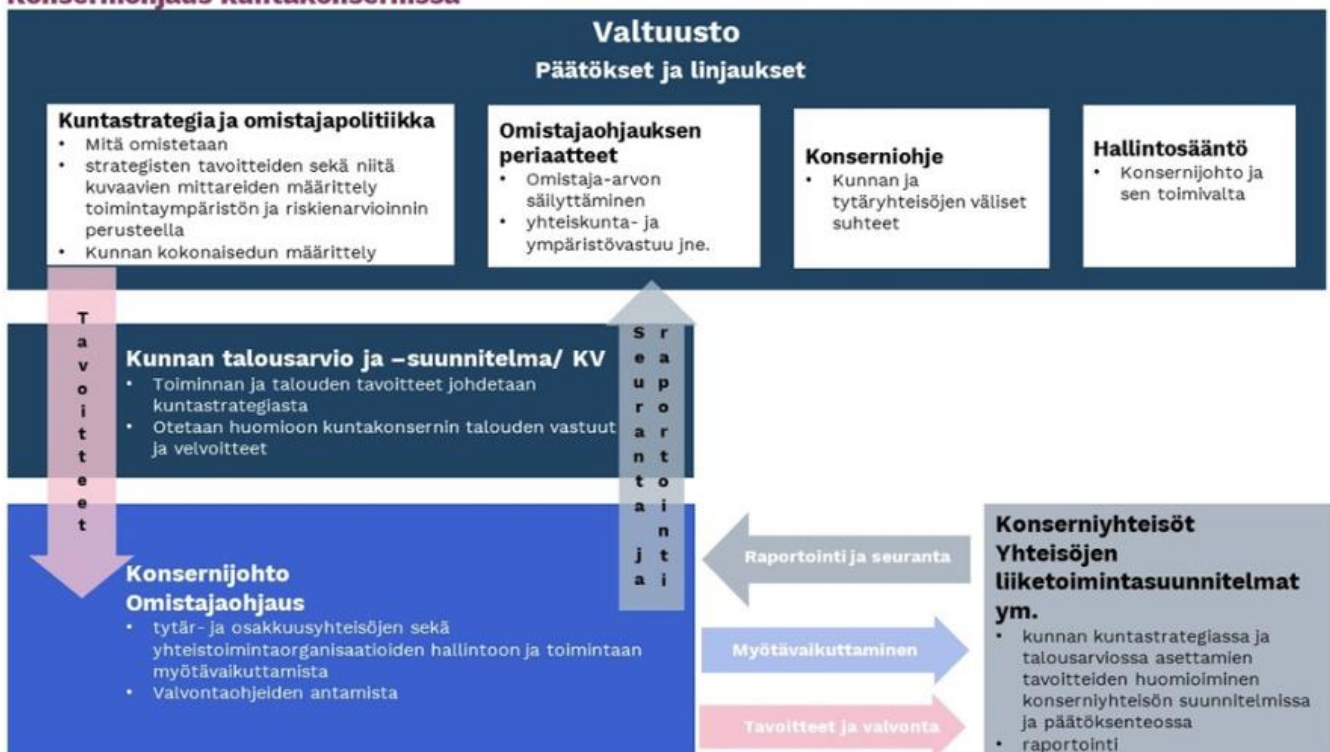 Konserniohjaus kuntakonsernissa
Valtuusto
Päätökset ja linjaukset
Kuntastrategia ja omistajapolitiikka
• Mitä omistetaan
• strategisten tavoitteiden sekä niitä
kuvaavien mittareiden määrittely
toimintaympäristön ja riskienarvioinnin
perusteella
• Kunnan kokonaisedun määrittely
Omistajaohjauksen
periaatteet
• Omistaja-arvon
säilyttäminen
• yhteiskunta- ja
ympäristövastuu jne.
Konserniohje
• Kunnan ja
tytäryhteisöjen väliset
suhteet
Hallintosääntö
• Konsernijohto ja
sen toimivalta
Tavoitteet
Kunnan talousarvio ja –suunnitelma/ KV
• Toiminnan ja talouden tavoitteet johdetaan
kuntastrategiasta
• Otetaan huomioon kuntakonsernin talouden vastuut
ja velvoitteet
Seuranta ja
raportointi
Konsernijohto
Omistajaohjaus
• tytär- ja osakkuusyhteisöjen sekä
yhteistoimintaorganisaatioiden hallintoon ja toimintaan
myötävaikuttamista
• Valvontaohjeiden antamista
Raportointi ja seuranta
Myötävaikuttaminen
Tavoitteet ja valvonta
Konserniyhteisöt
Yhteisöjen
liiketoimintasuunnitelmat
ym.
• kunnan kuntastrategiassa ja
talousarviossa asettamien
tavoitteiden huomioiminen
konserniyhteisön suunnitelmissa
ja päätöksenteossa
• raportointi